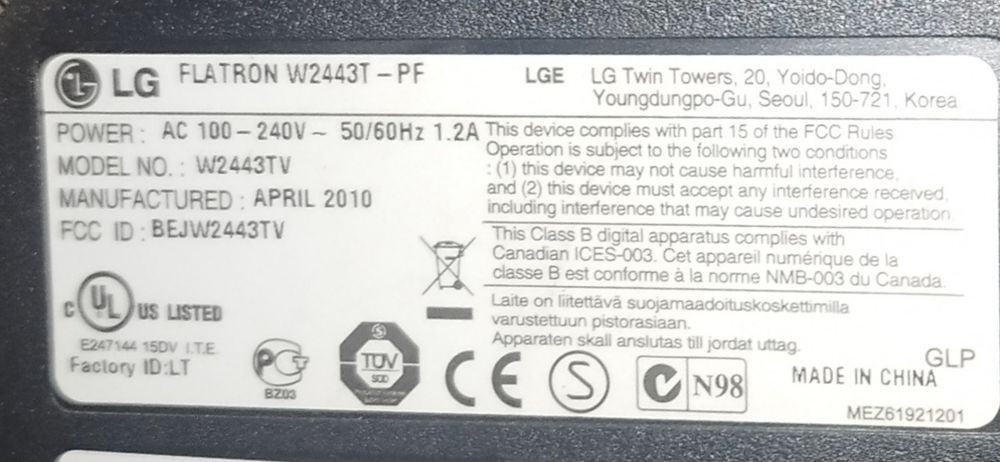 LG FLATRON W2443T-PF
LGE LG Twin Towers, 20, Yoido-Dong,
Youngdungpo-Gu, Seoul, 150-721, Korea
POWER : AC 100-240V~ 50/60Hz 1.2A
MODEL NO. : W2443TV
MANUFACTURED : APRIL 2010
FCC ID : BEJW2443TV
This device complies with part 15 of the FCC Rules
Operation is subject to the following two conditions
: (1) this device may not cause harmful interference,
and (2) this device must accept any interference received,
including interference that may cause undesired operation
This Class B digital apparatus complies with
Canadian ICES-003. Cet appareil numérique de la
classe B est conforme à la norme NMB-003 du Canada.
Laite on liitettävä suojamaadoituskoskettimilla
varustettuun pistorasiaan.
Apparaten skall anslutas till jordat uttag.
C UL US LISTED
E247144 15DV I.T.E
Factory ID:LT
PCT
BZ03
S
TÜV
SÜD
CE
S
N98
GLP
MADE IN CHINA
MEZ61921201